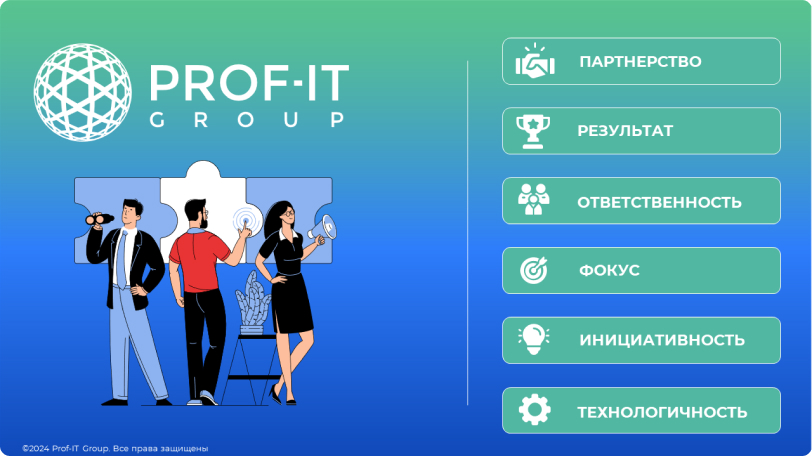 PROF-IT
GROUP
ПАРТНЕРСТВО
РЕЗУЛЬТАТ
ОТВЕТСТВЕННОСТЬ
ФОКУС
ИНИЦИАТИВНОСТЬ
ТЕХНОЛОГИЧНОСТЬ
©2024 Prof-IT Group. Все права защищены